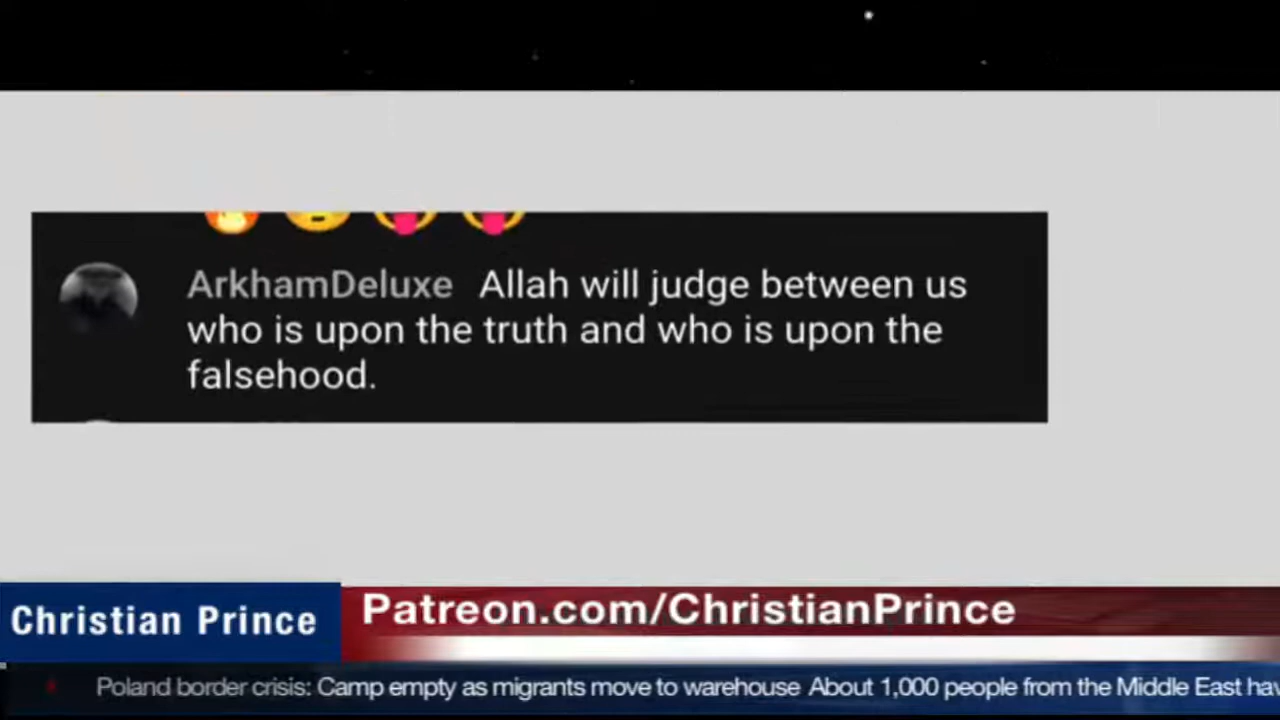 ArkhamDeluxe Allah will judge between us
who is upon the truth and who is upon the
falsehood.
Christian Prince
Patreon.com/ChristianPrince
Poland border crisis: Camp empty as migrants move to warehouse About 1,000 people from the Middle East